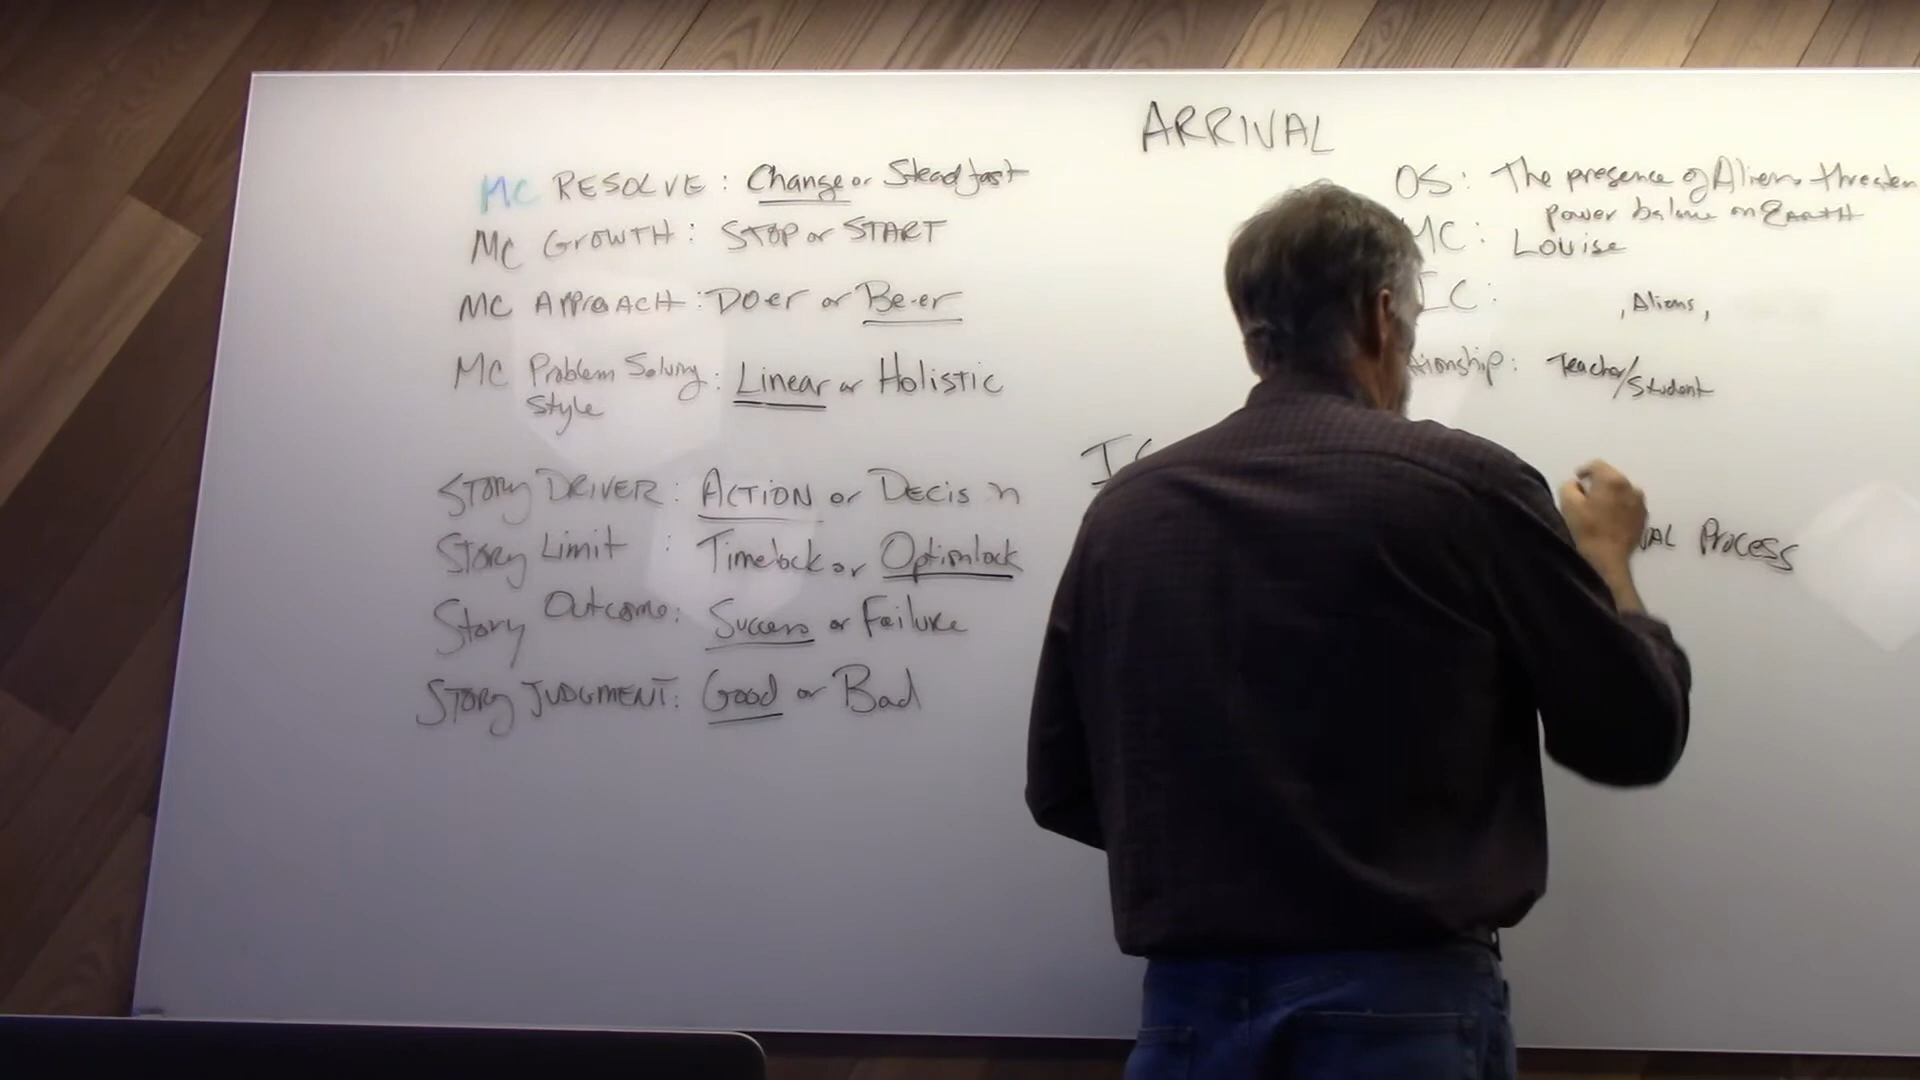 ARRIVAL
MC RESOLVE: Change or Steadfast
MC GROWTH: STOP or START
MC APPROACH: DOer or Be-er
MC Problem Solving Style: Linear or Holistic
STORY DRIVER: ACTION or DECIS N
STORY Limit: Timelock or Optionlock
Story Outcome: Success or Failure
STORY JUDGMENT: Good or Bad
OS: The presence of Aliens threaten
power balance on EARTH
MC: Louise
IC: , Aliens,
tionship: Teacher/Student
PROCESS